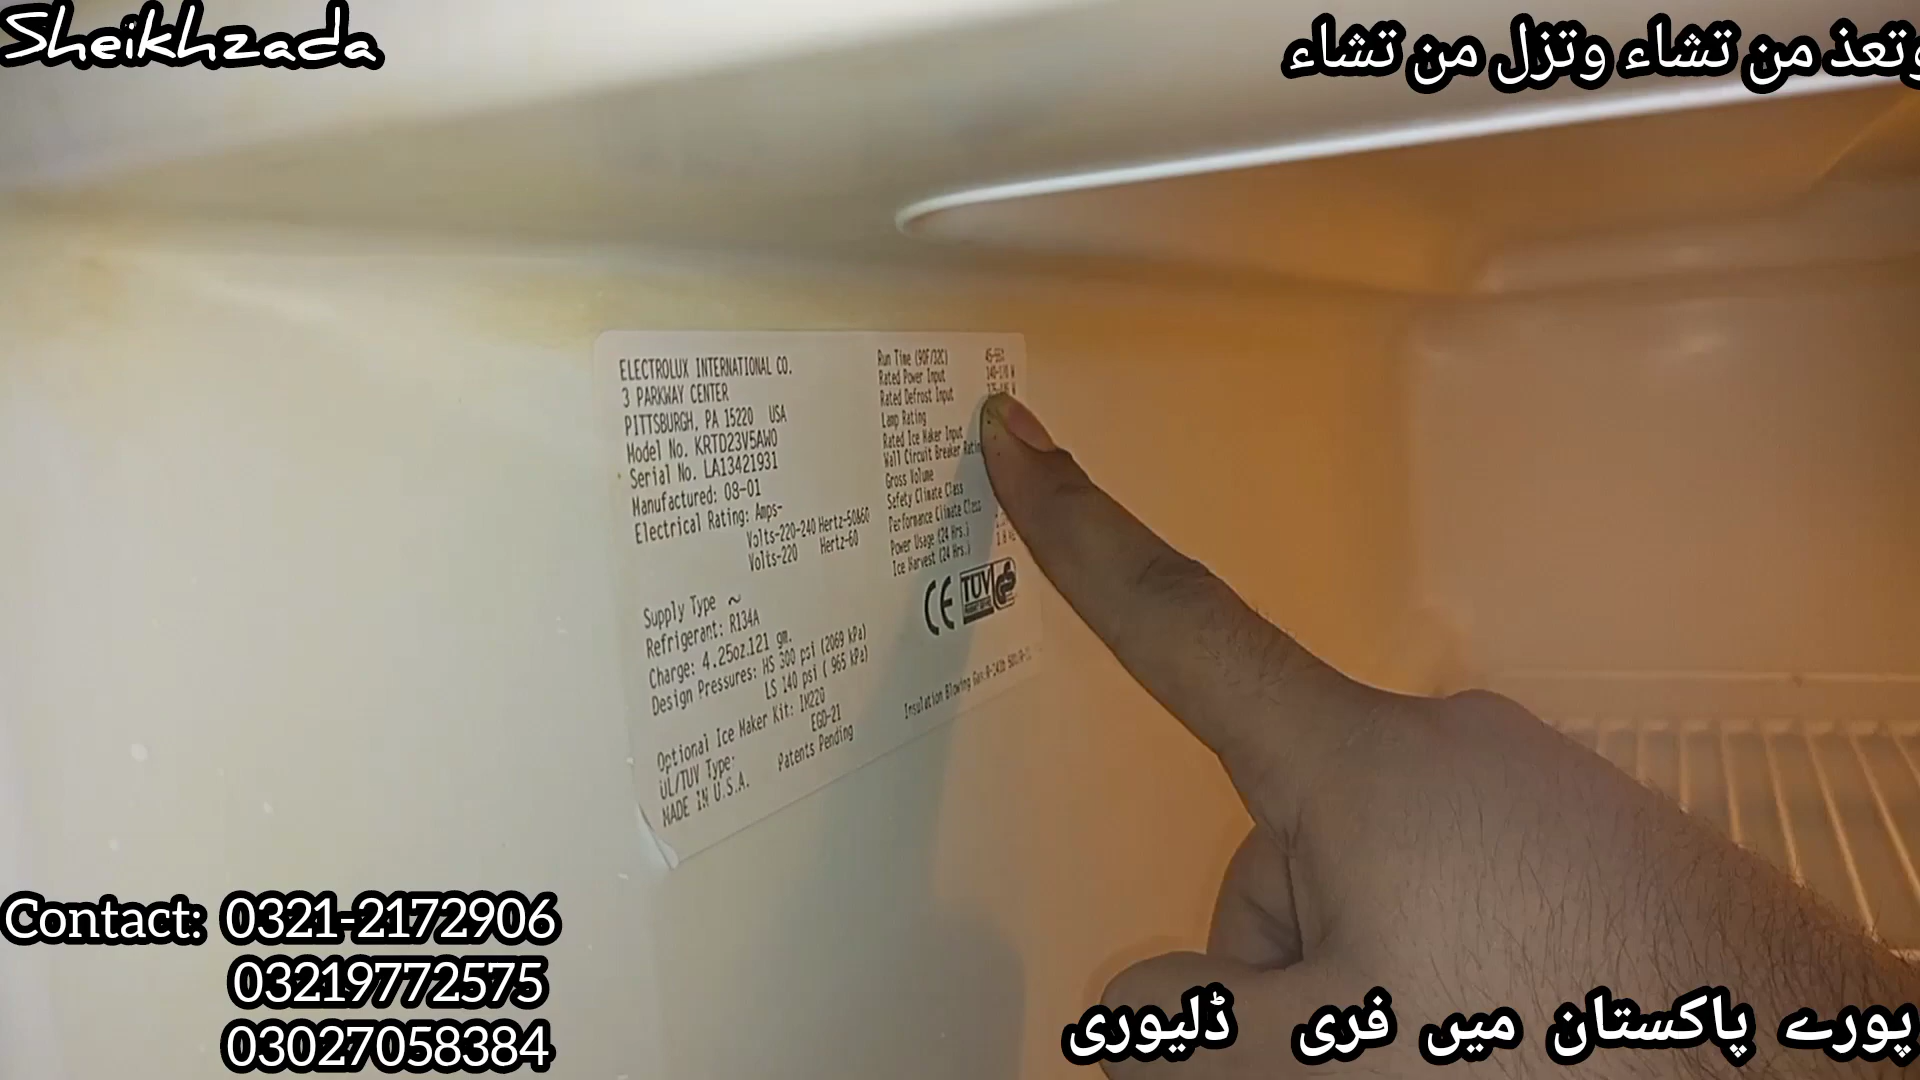 Sheikhzada
وتعذ من تشاء وتزل من تشاء
ELECTROLUX INTERNATIONAL CO.
3 PARKWAY CENTER
PITTSBURGH, PA 15220 USA
Model No. KRTD23V5AW0
Serial No. LA13421931
Manufactured: 08-01
Electrical Rating: Amps-
Volts-220-240 Hertz-50&60
Volts-220 Hertz-60
Supply Type ~
Refrigerant: R134A
Charge: 4.25oz.121 gm.
Design Pressures: HS 300 psi (2069 kPa)
LS 140 psi ( 965 kPa)
Optional Ice Maker Kit: IM220
UL/TUV Type: EGD-21
MADE IN U.S.A. Patents Pending
Run Time (90F/32C)
Rated Power Input
Rated Defrost Input
Lamp Rating
Rated Ice Maker Input
Wall Circuit Breaker
Gross Volume
Safety Climate Class
Performance Climate Class
Power Usage (24 Hrs.)
Ice Harvest (24 Hrs.)
CE TUV GS
Insulation Blowing Gas:
Contact: 0321-2172906
03219772575
03027058384
پورے پاکستان میں فری ڈلیوری